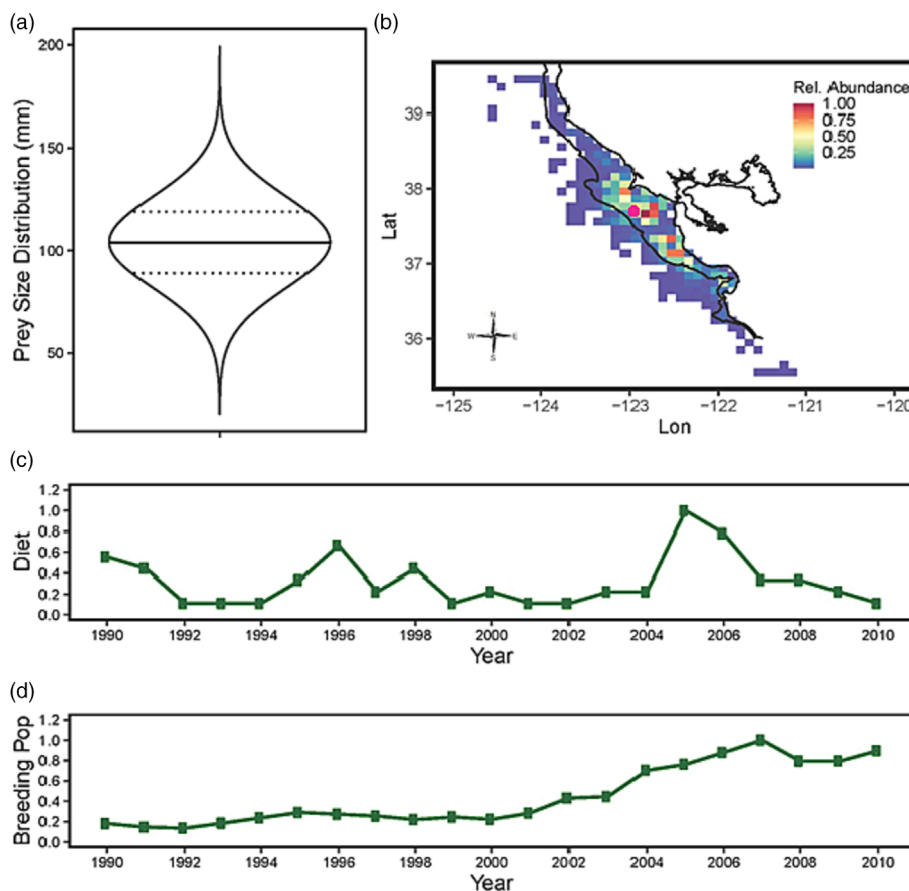 (a)
Prey Size Distribution (mm)
200
150
100
50
(b)
Lat
39
38
37
36
Rel. Abundance
1.00
0.75
0.50
0.25
N
W E
S
−125 −124 −123 −122 −121 −120
Lon
(c)
Diet
1.2
1.0
0.8
0.6
0.4
0.2
0.0
1990 1992 1994 1996 1998 2000 2002 2004 2006 2008 2010
Year
(d)
Breeding Pop
1.2
1.0
0.8
0.6
0.4
0.2
0.0
1990 1992 1994 1996 1998 2000 2002 2004 2006 2008 2010
Year